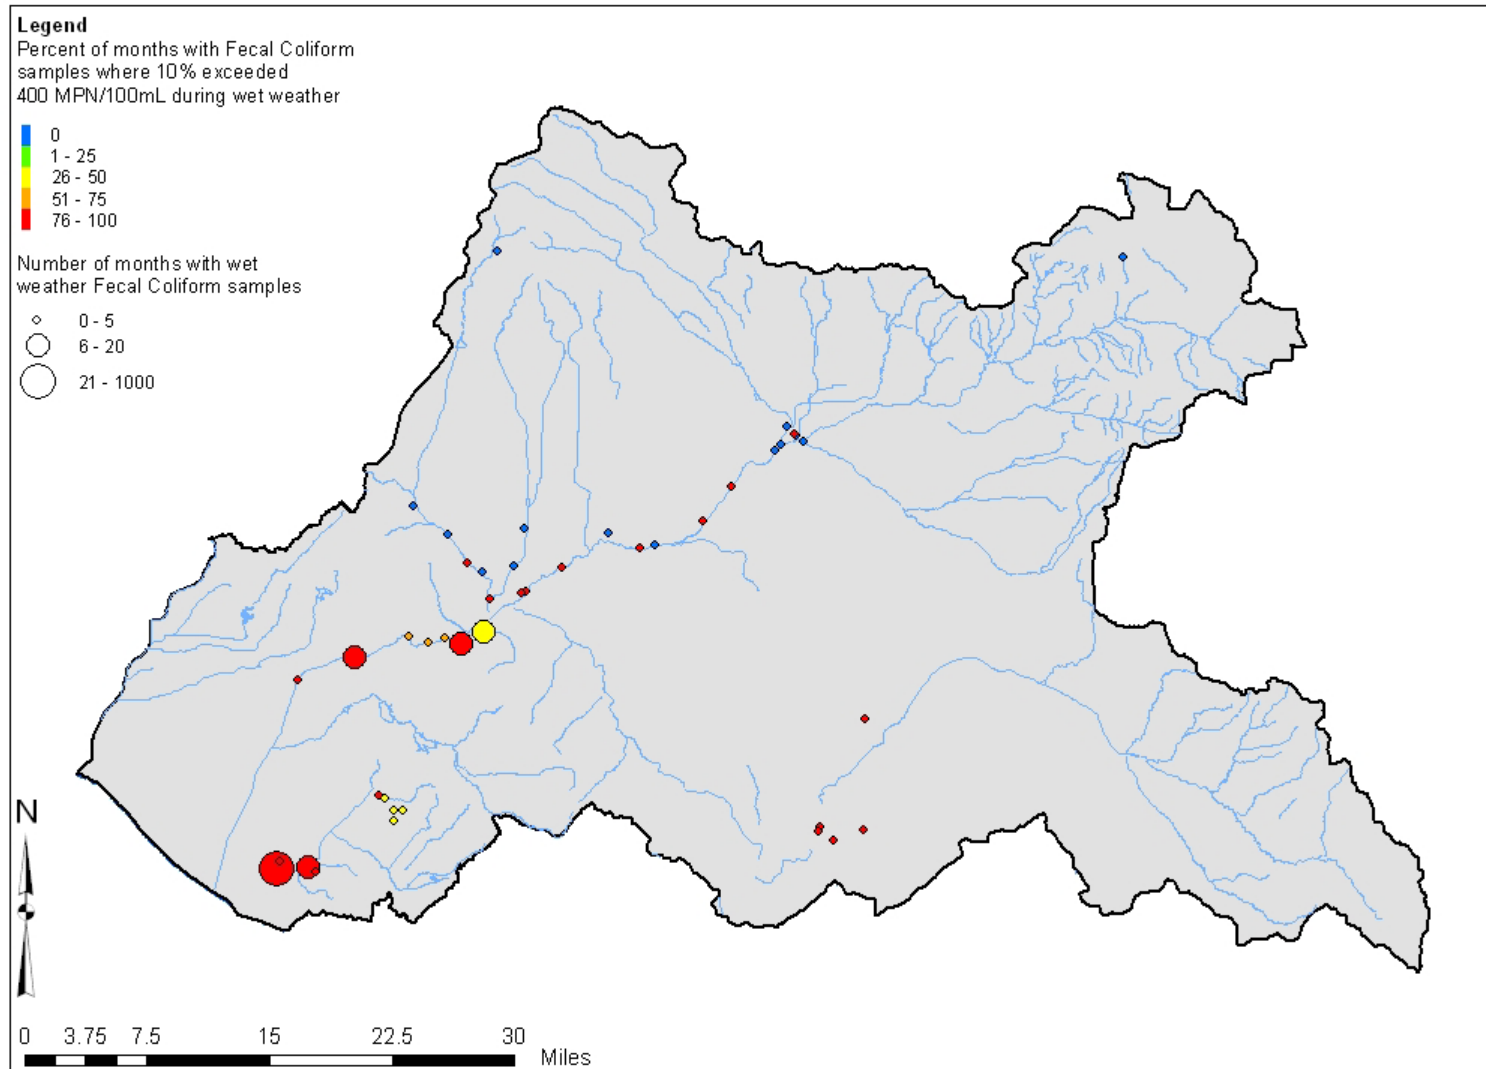 Legend
Percent of months with Fecal Coliform
samples where 10% exceeded
400 MPN/100mL during wet weather
0
1 - 25
26 - 50
51 - 75
76 - 100
Number of months with wet
weather Fecal Coliform samples
0 - 5
6 - 20
21 - 1000
N
0 3.75 7.5 15 22.5 30
Miles